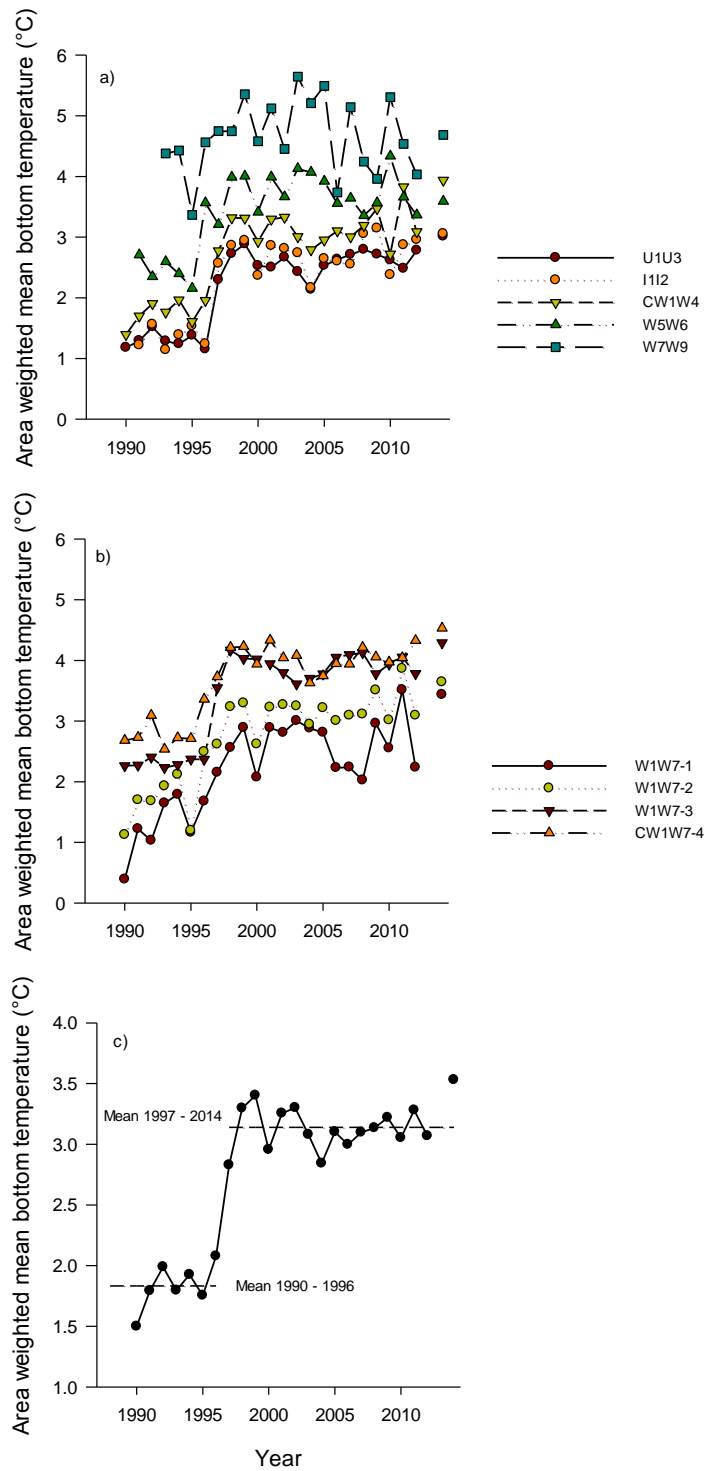 Area weighted mean bottom temperature (°C)
a)
6
5
4
3
2
1
0
1990 1995 2000 2005 2010
U1U3
I1I2
CW1W4
W5W6
W7W9
Area weighted mean bottom temperature (°C)
b)
6
5
4
3
2
1
0
1990 1995 2000 2005 2010
W1W7-1
W1W7-2
W1W7-3
CW1W7-4
Area weighted mean bottom temperature (°C)
c)
4.0
3.5
3.0
2.5
2.0
1.5
1.0
Mean 1997 - 2014
Mean 1990 - 1996
1990 1995 2000 2005 2010
Year